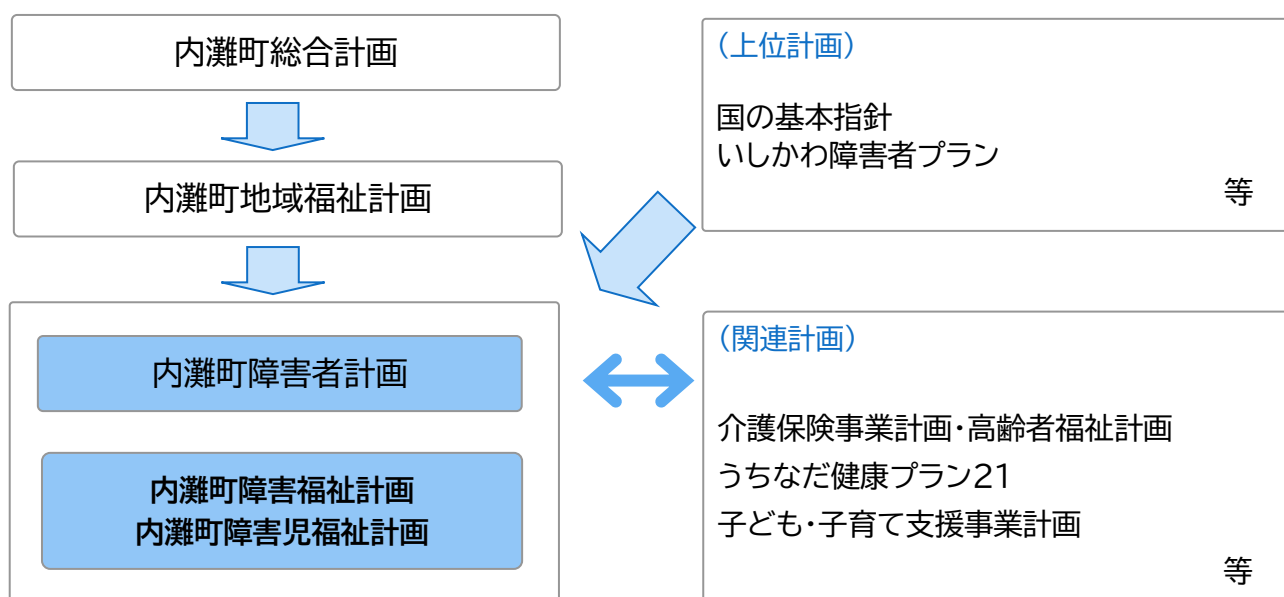 内灘町総合計画
内灘町地域福祉計画
内灘町障害者計画
内灘町障害福祉計画
内灘町障害児福祉計画
（上位計画）
国の基本指針
いしかわ障害者プラン
等
（関連計画）
介護保険事業計画・高齢者福祉計画
うちなだ健康プラン21
子ども・子育て支援事業計画
等